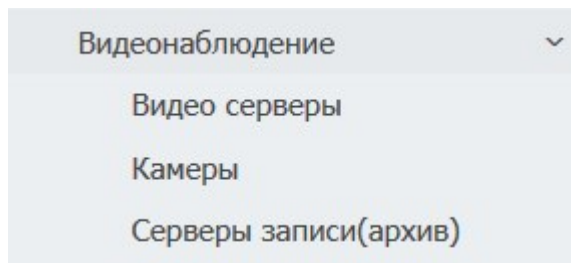 Видеонаблюдение
Видео серверы
Камеры
Серверы записи(архив)